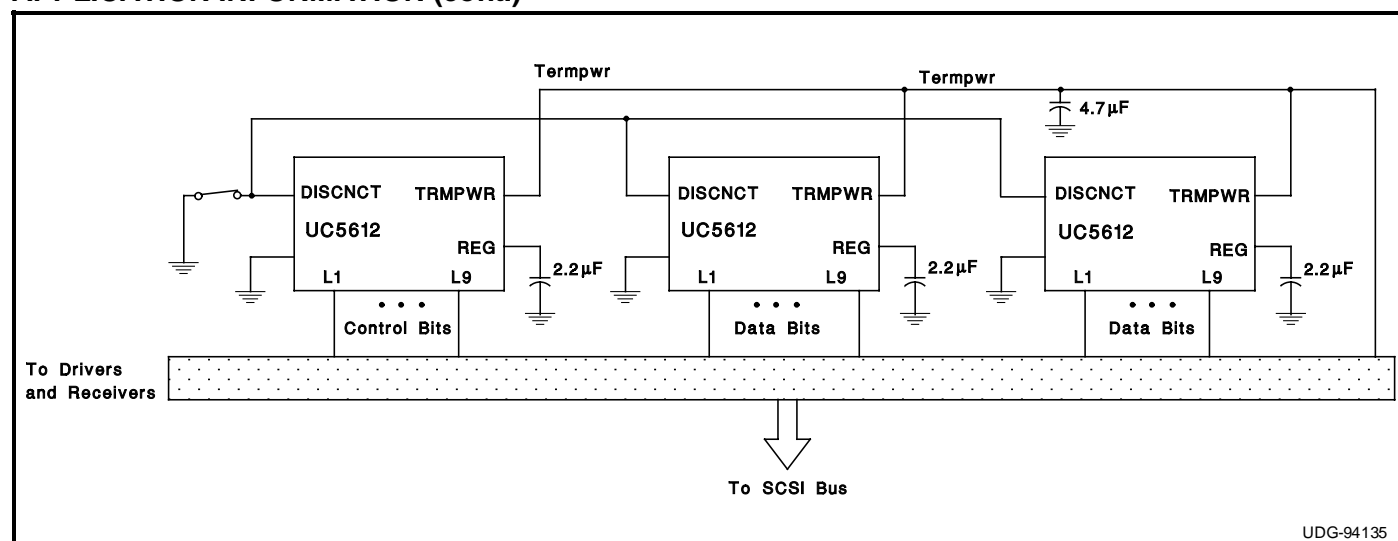 APPLICATION INFORMATION (cont.)
Termpwr
Termpwr
4.7µF
DISCNCT TRMPWR
UC5612
REG
L1 L9
2.2µF
Control Bits
DISCNCT TRMPWR
UC5612
REG
L1 L9
2.2µF
Data Bits
DISCNCT TRMPWR
UC5612
REG
L1 L9
2.2µF
Data Bits
To Drivers
and Receivers
To SCSI Bus
UDG-94135